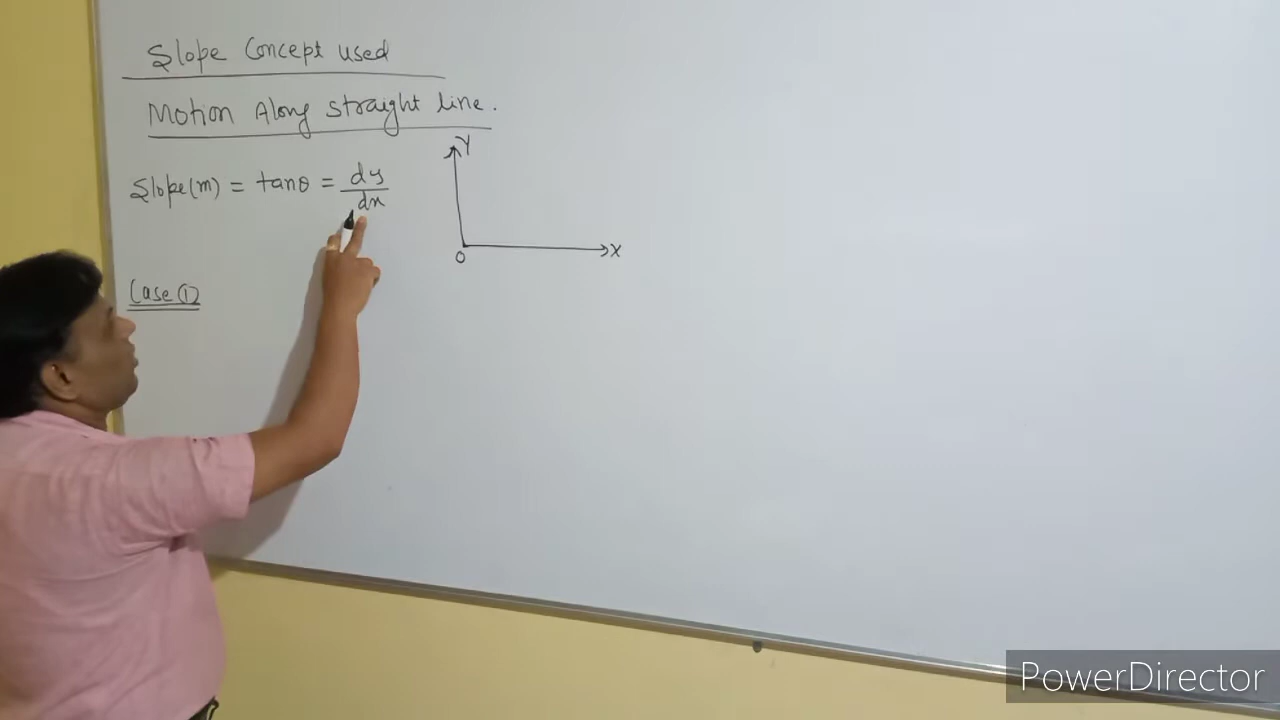 Slope Concept used
Motion Along straight line.
Slope(m) = tanθ = dy/dx
Y
O
X
Case ①
PowerDirector